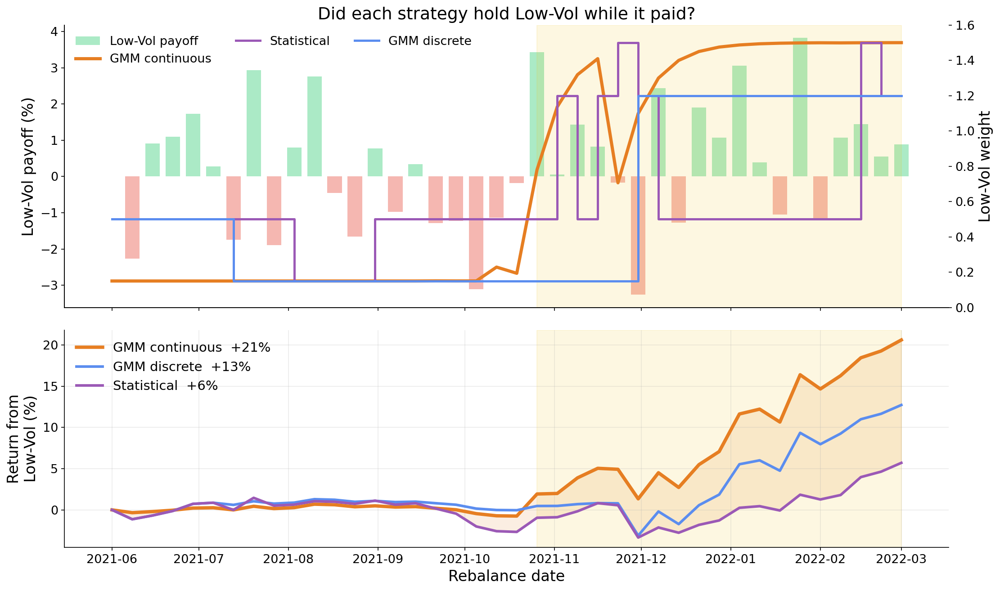 Did each strategy hold Low-Vol while it paid?
Low-Vol payoff
Statistical
GMM discrete
GMM continuous
Low-Vol payoff (%)
4
3
2
1
0
−1
−2
−3
1.6
1.4
1.2
1.0
0.8
0.6
0.4
0.2
0.0
Low-Vol weight
GMM continuous +21%
GMM discrete +13%
Statistical +6%
Return from
Low-Vol (%)
20
15
10
5
0
2021-06
2021-07
2021-08
2021-09
2021-10
2021-11
2021-12
2022-01
2022-02
2022-03
Rebalance date